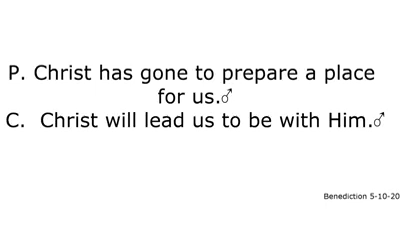 P. Christ has gone to prepare a place
for us.♂
C.  Christ will lead us to be with Him.♂
Benediction 5-10-20